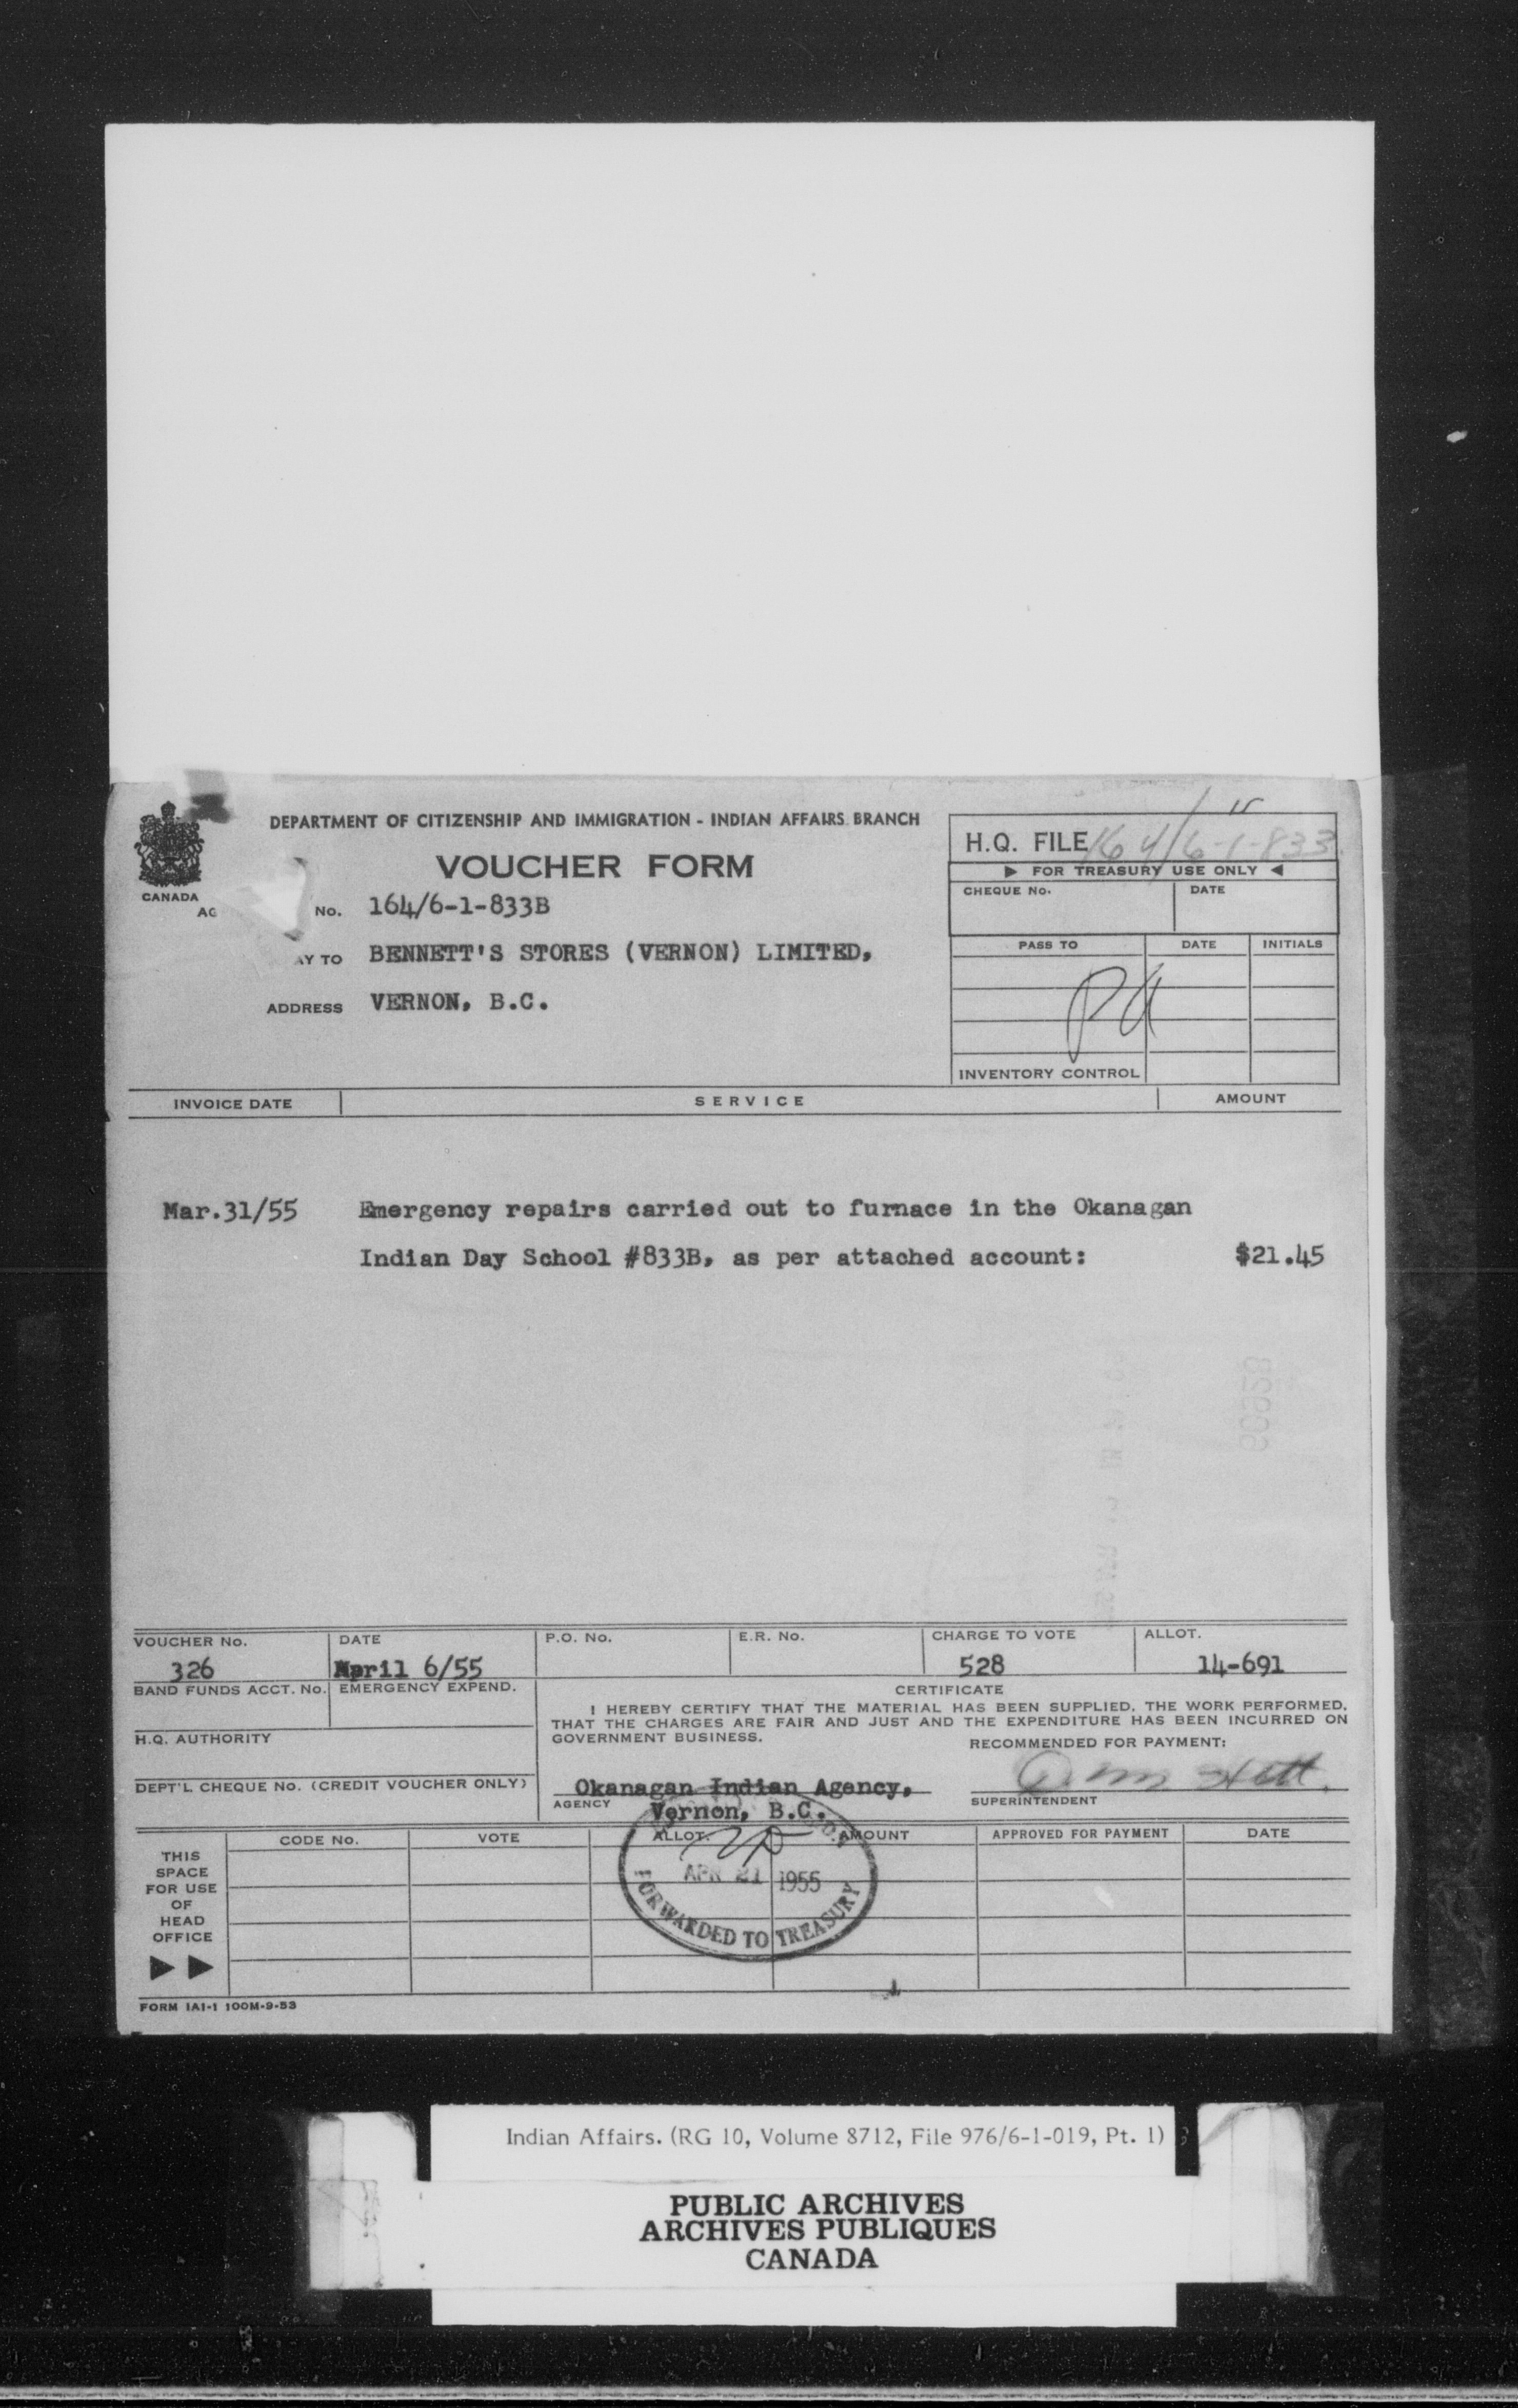 DEPARTMENT OF CITIZENSHIP AND IMMIGRATION - INDIAN AFFAIRS BRANCH
VOUCHER FORM
CANADA
AG No. 164/6-1-833B
AY TO BENNETT'S STORES (VERNON) LIMITED,
ADDRESS VERNON, B.C.
H.Q. FILE 164/6-1-833
▶ FOR TREASURY USE ONLY ◀
CHEQUE No. DATE
PASS TO DATE INITIALS
INVENTORY CONTROL
INVOICE DATE SERVICE AMOUNT
Mar.31/55 Emergency repairs carried out to furnace in the Okanagan
Indian Day School #833B, as per attached account: $21.45
VOUCHER No. DATE P.O. No. E.R. No. CHARGE TO VOTE ALLOT.
326 April 6/55 528 14-691
BAND FUNDS ACCT. No. EMERGENCY EXPEND.
CERTIFICATE
I HEREBY CERTIFY THAT THE MATERIAL HAS BEEN SUPPLIED, THE WORK PERFORMED,
THAT THE CHARGES ARE FAIR AND JUST AND THE EXPENDITURE HAS BEEN INCURRED ON
GOVERNMENT BUSINESS.
H.Q. AUTHORITY
RECOMMENDED FOR PAYMENT:
DEPT'L CHEQUE No. (CREDIT VOUCHER ONLY)
Okanagan Indian Agency,
AGENCY Vernon, B.C.
SUPERINTENDENT
THIS SPACE FOR USE OF HEAD OFFICE
CODE No. VOTE ALLOT. AMOUNT APPROVED FOR PAYMENT DATE
APR 21 1955
FORWARDED TO TREASURY
FORM IA1-1 100M-9-53
Indian Affairs. (RG 10, Volume 8712, File 976/6-1-019, Pt. 1)
PUBLIC ARCHIVES
ARCHIVES PUBLIQUES
CANADA